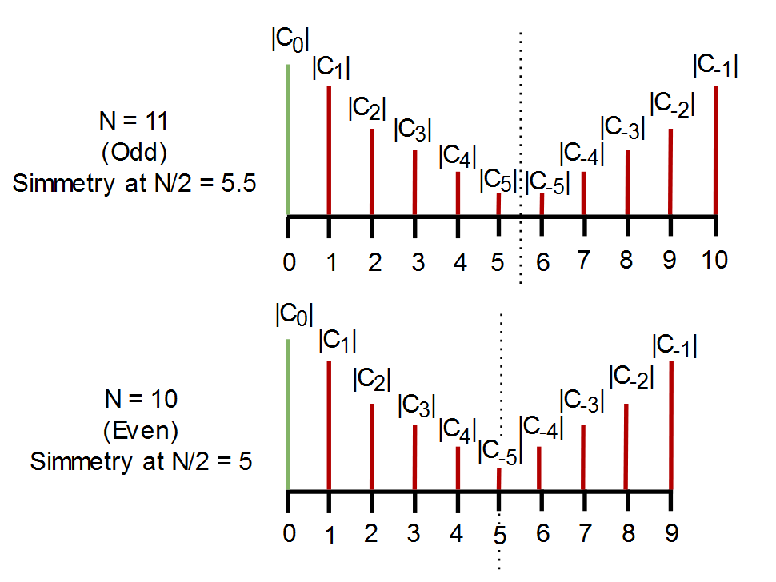 |C0|
|C1|
|C2|
|C3|
|C4|
|C5|
|C-5|
|C-4|
|C-3|
|C-2|
|C-1|
N = 11
(Odd)
Simmetry at N/2 = 5.5
0 1 2 3 4 5 6 7 8 9 10
|C0|
|C1|
|C2|
|C3|
|C4|
|C-5|
|C-4|
|C-3|
|C-2|
|C-1|
N = 10
(Even)
Simmetry at N/2 = 5
0 1 2 3 4 5 6 7 8 9